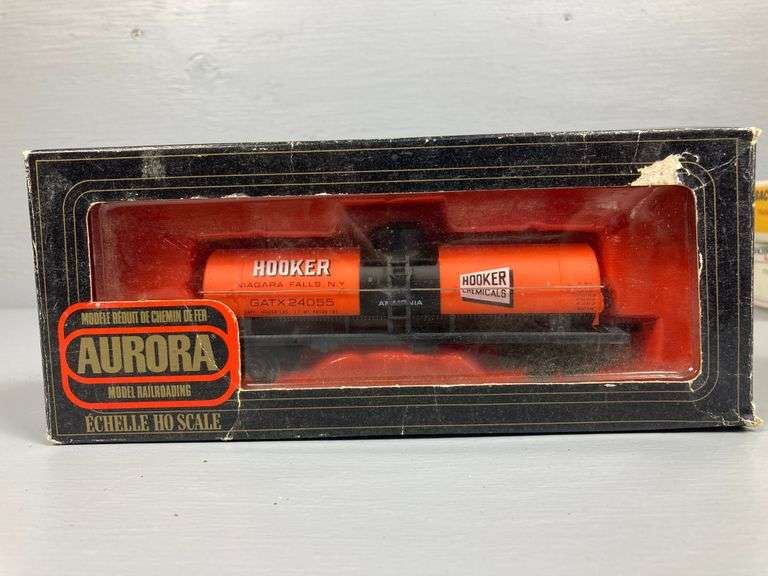 HOOKER
NIAGARA FALLS, N.Y.
GATX 24055
AMMONIA
HOOKER
CHEMICALS
MODÈLE RÉDUIT DE CHEMIN DE FER
AURORA
MODEL RAILROADING
ÉCHELLE HO SCALE